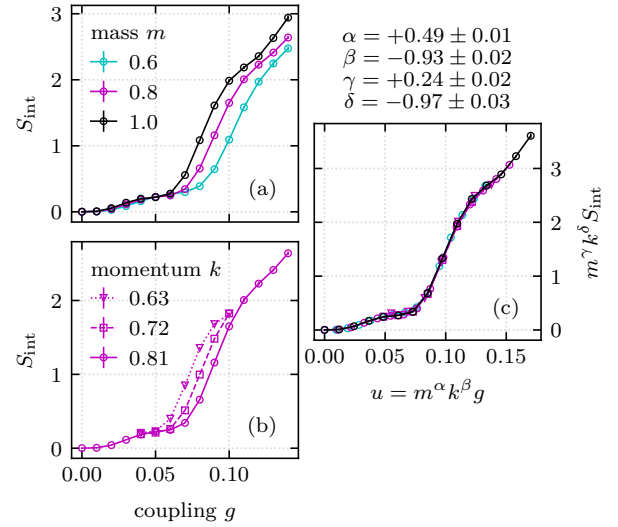 3
2
1
0
S_int
mass m
0.6
0.8
1.0
(a)
α = +0.49 ± 0.01
β = −0.93 ± 0.02
γ = +0.24 ± 0.02
δ = −0.97 ± 0.03
2
1
0
S_int
momentum k
0.63
0.72
0.81
(b)
0.00
0.05
0.10
coupling g
3
2
1
0
m^γ k^δ S_int
(c)
0.00
0.05
0.10
0.15
u = m^α k^β g